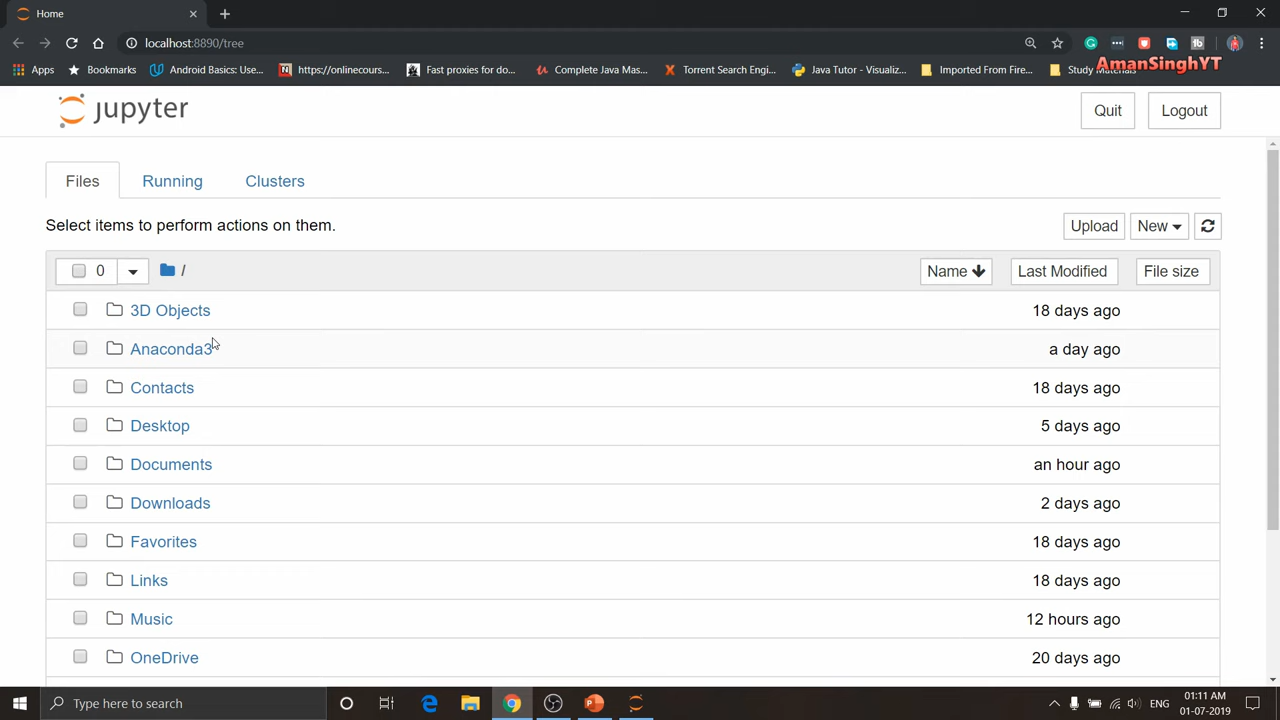 Home
localhost:8890/tree
Apps Bookmarks Android Basics: Use... https://onlinecours... Fast proxies for do... Complete Java Mas... Torrent Search Engi... Java Tutor - Visualiz... Imported From Fire... Study Materials
AmanSinghYT
jupyter Quit Logout
Files Running Clusters
Select items to perform actions on them. Upload New
0 / Name Last Modified File size
3D Objects 18 days ago
Anaconda3 a day ago
Contacts 18 days ago
Desktop 5 days ago
Documents an hour ago
Downloads 2 days ago
Favorites 18 days ago
Links 18 days ago
Music 12 hours ago
OneDrive 20 days ago
Type here to search ENG 01:11 AM
01-07-2019